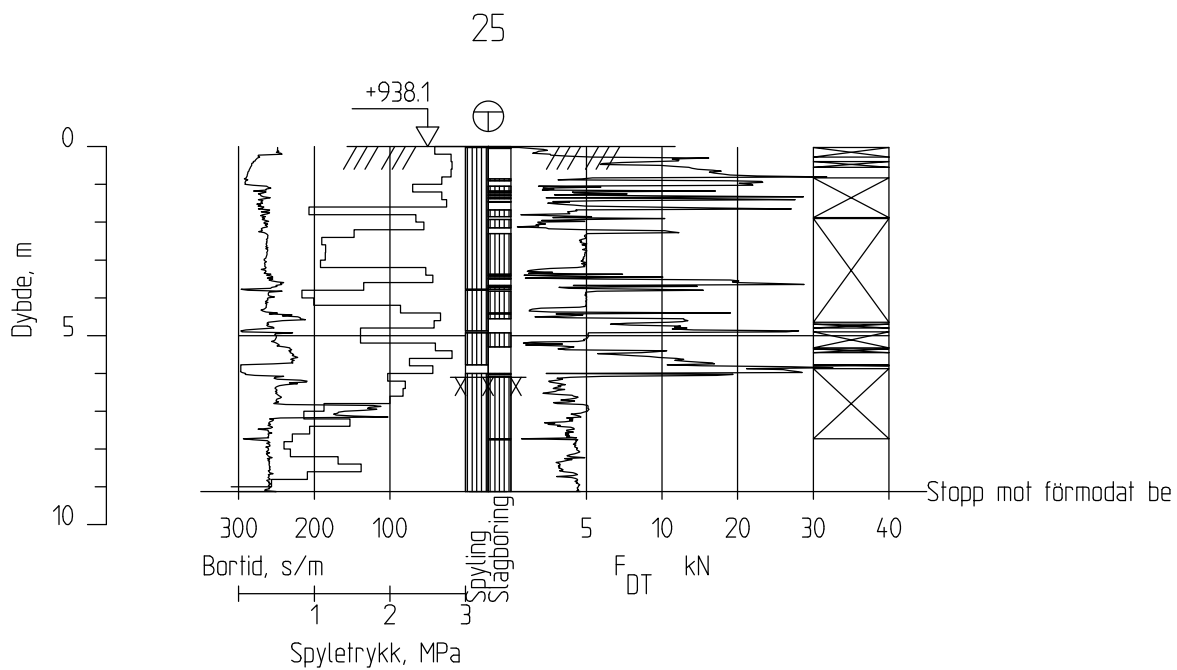 25
+938.1
0
Dybde, m
5
10
Stopp mot förmodat be
300 200 100 5 10 20 30 40
Bortid, s/m
Spyling
Slagboring
F DT kN
1 2 3
Spyletrykk, MPa